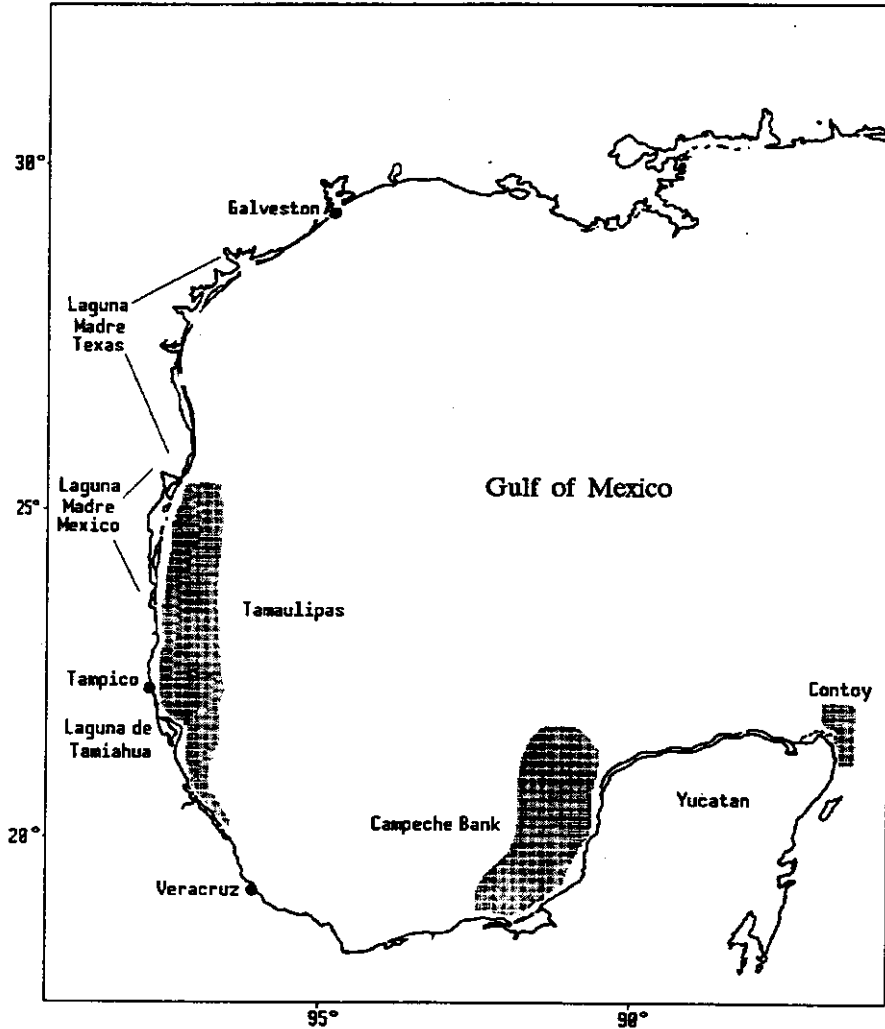 30°
Galveston
Laguna
Madre
Texas
Laguna
Madre
Mexico
25°
Gulf of Mexico
Tamaulipas
Tampico
Contoy
Laguna de
Tamiahua
Campeche Bank
Yucatan
20°
Veracruz
95°
90°